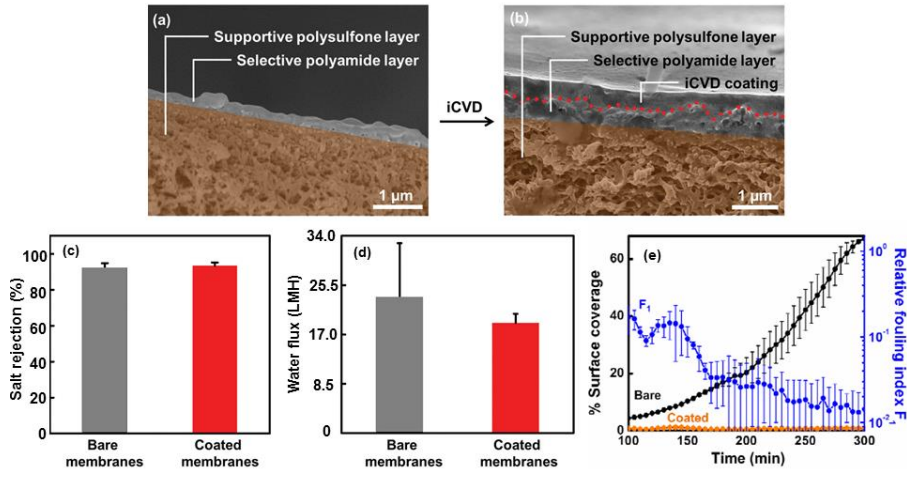 (a)
Supportive polysulfone layer
Selective polyamide layer
1 µm
iCVD
(b)
Supportive polysulfone layer
Selective polyamide layer
iCVD coating
1 µm
(c)
Salt rejection (%)
100
80
60
40
20
0
Bare
membranes
Coated
membranes
(d)
Water flux (LMH)
34.0
25.5
17.0
8.5
0
Bare
membranes
Coated
membranes
(e)
% Surface coverage
60
40
20
0
F1
Bare
Coated
100
150
200
250
300
Time (min)
10⁰
10⁻¹
10⁻²
Relative fouling index F1